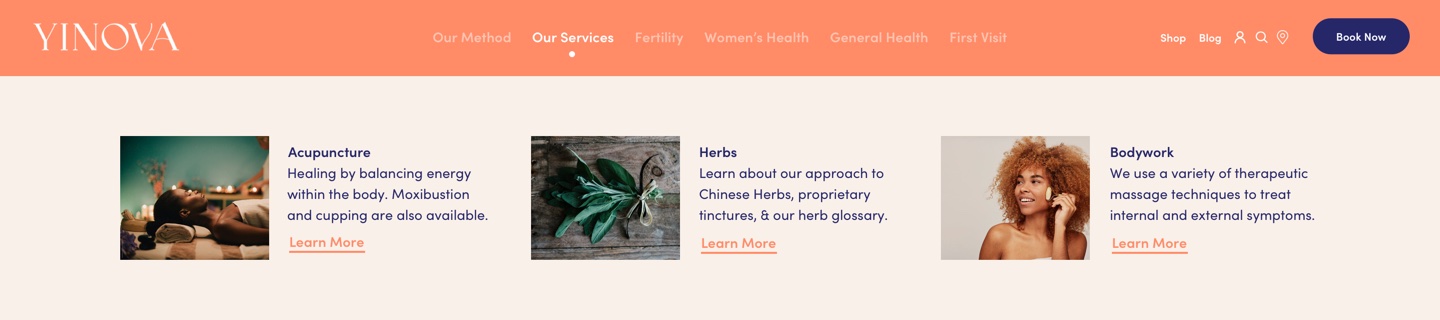 YINOVA
Our Method Our Services Fertility Women's Health General Health First Visit
Shop Blog
Book Now
Acupuncture
Healing by balancing energy
within the body. Moxibustion
and cupping are also available.
Learn More
Herbs
Learn about our approach to
Chinese Herbs, proprietary
tinctures, & our herb glossary.
Learn More
Bodywork
We use a variety of therapeutic
massage techniques to treat
internal and external symptoms.
Learn More